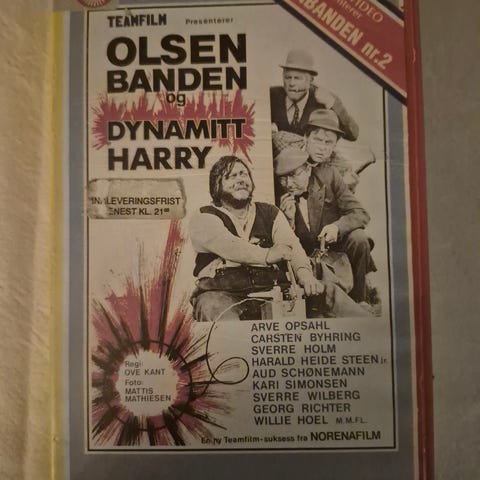 TEAMFILM Presenterer
VIDEO
BANDEN nr.2
OLSEN
BANDEN
og
DYNAMITT
HARRY
INNLEVERINGSFRIST
SENEST KL. 21⁰⁰
Regi:
OVE KANT
Foto:
MATTIS
MATHIESEN
ARVE OPSAHL
CARSTEN BYHRING
SVERRE HOLM
HARALD HEIDE STEEN jr.
AUD SCHØNEMANN
KARI SIMONSEN
SVERRE WILBERG
GEORG RICHTER
WILLIE HOEL M.M.FL.
En ny Teamfilm-suksess fra NORENAFILM